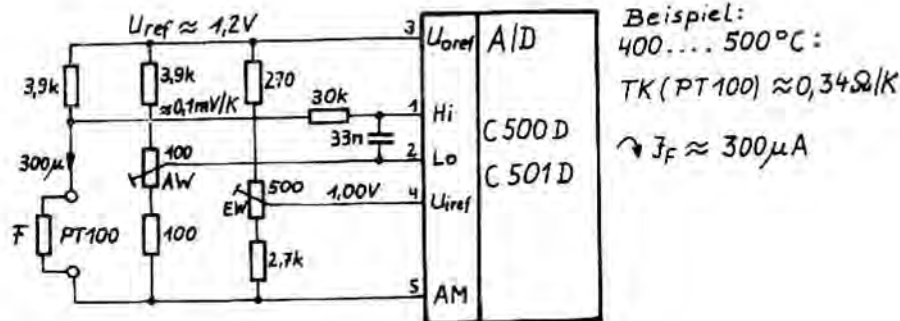 Uref ≈ 1,2V
3,9k
3,9k
270
≈0,1mV/K
30k
33n
300µ
100
AW
500
EW
1,00V
F
PT100
100
2,7k
3
Uoref
A/D
1
Hi
2
Lo
C500D
C501D
4
Uiref
5
AM
Beispiel:
400....500°C:
TK(PT100) ≈0,34Ω/K
↷ IF ≈ 300µA